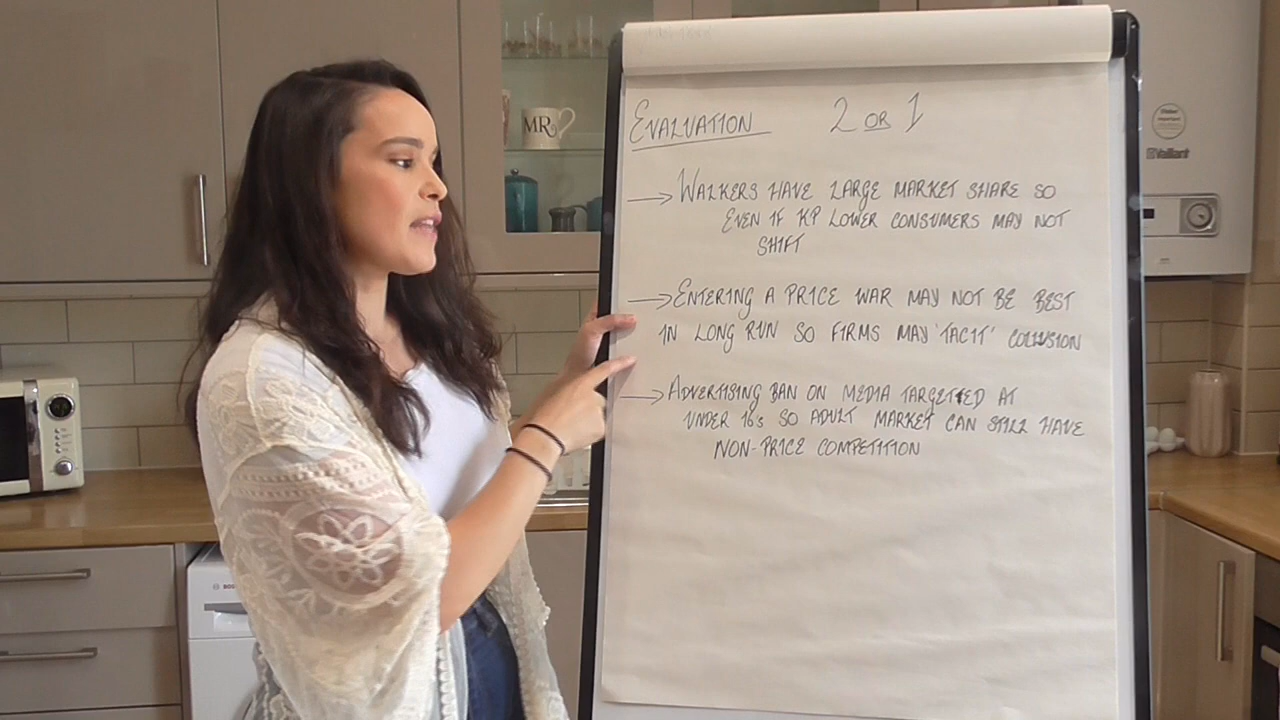 EVALUATION 2 OR 1
→ WALKERS HAVE LARGE MARKET SHARE SO
EVEN IF KP LOWER CONSUMERS MAY NOT
SHIFT
→ ENTERING A PRICE WAR MAY NOT BE BEST
IN LONG RUN SO FIRMS MAY 'TACIT' COLLUSION
→ ADVERTISING BAN ON MEDIA TARGETTED AT
UNDER 16's SO ADULT MARKET CAN STILL HAVE
NON-PRICE COMPETITION
MR
Vaillant